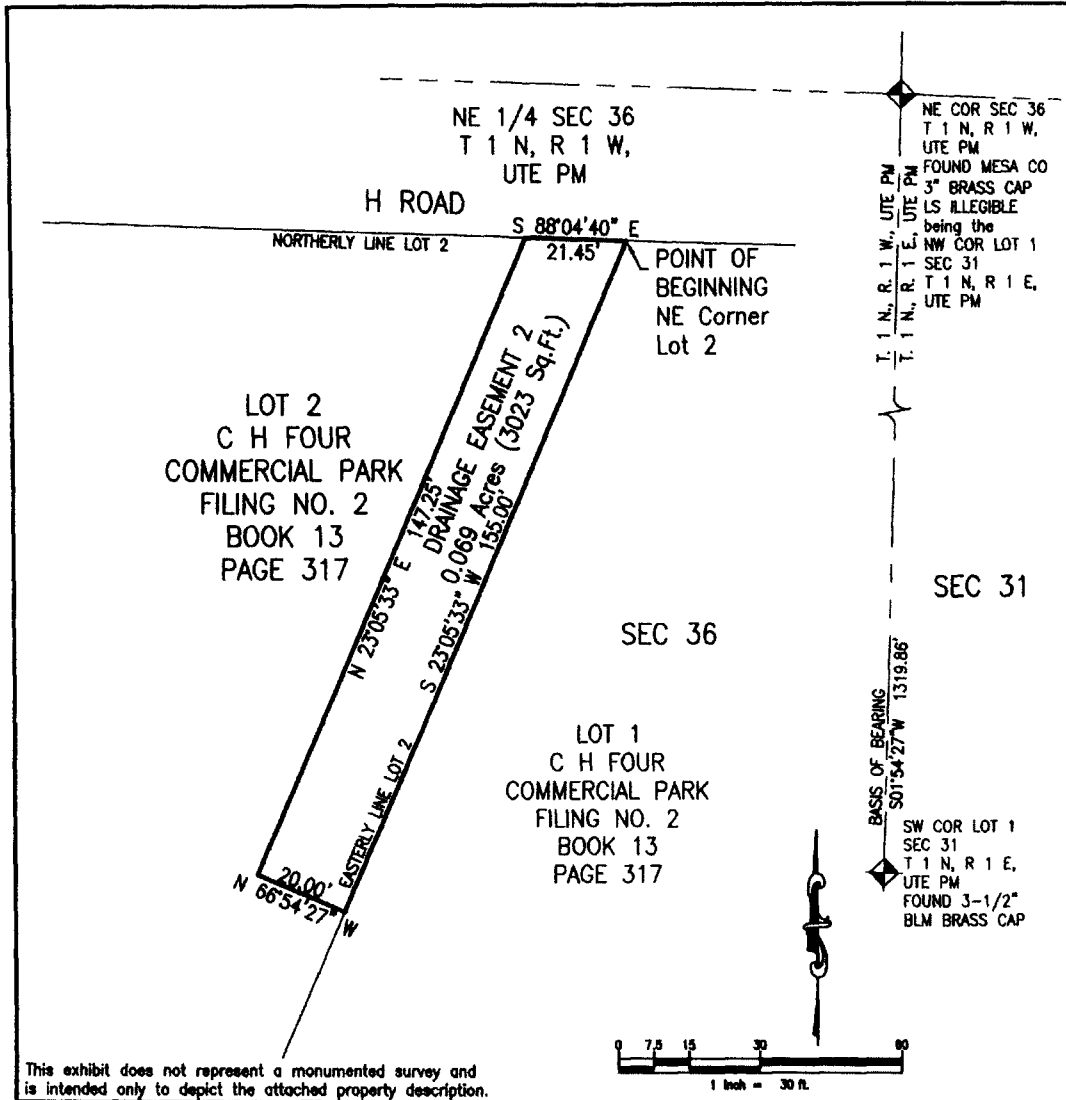 NE 1/4 SEC 36
T 1 N, R 1 W,
UTE PM
H ROAD
NORTHERLY LINE LOT 2
S 88°04'40" E
21.45'
POINT OF
BEGINNING
NE Corner
Lot 2
NE COR SEC 36
T 1 N, R 1 W,
UTE PM
FOUND MESA CO
3" BRASS CAP
LS ILLEGIBLE
being the
NW COR LOT 1
SEC 31
T 1 N, R 1 E,
UTE PM
T. 1 N., R. 1 W., UTE PM
T. 1 N., R. 1 E., UTE PM
LOT 2
C H FOUR
COMMERCIAL PARK
FILING NO. 2
BOOK 13
PAGE 317
N 23°05'33" E 147.25'
DRAINAGE EASEMENT 2
0.069 Acres (3023 Sq.Ft.)
S 23°05'33" W 155.00'
EASTERLY LINE LOT 2
20.00'
N 66°54'27" W
SEC 36
SEC 31
LOT 1
C H FOUR
COMMERCIAL PARK
FILING NO. 2
BOOK 13
PAGE 317
BASIS OF BEARING
S01°54'27"W 1319.86'
SW COR LOT 1
SEC 31
T 1 N, R 1 E,
UTE PM
FOUND 3-1/2"
BLM BRASS CAP
0 7.5 15 30 60
1 inch = 30 ft.
This exhibit does not represent a monumented survey and
is intended only to depict the attached property description.